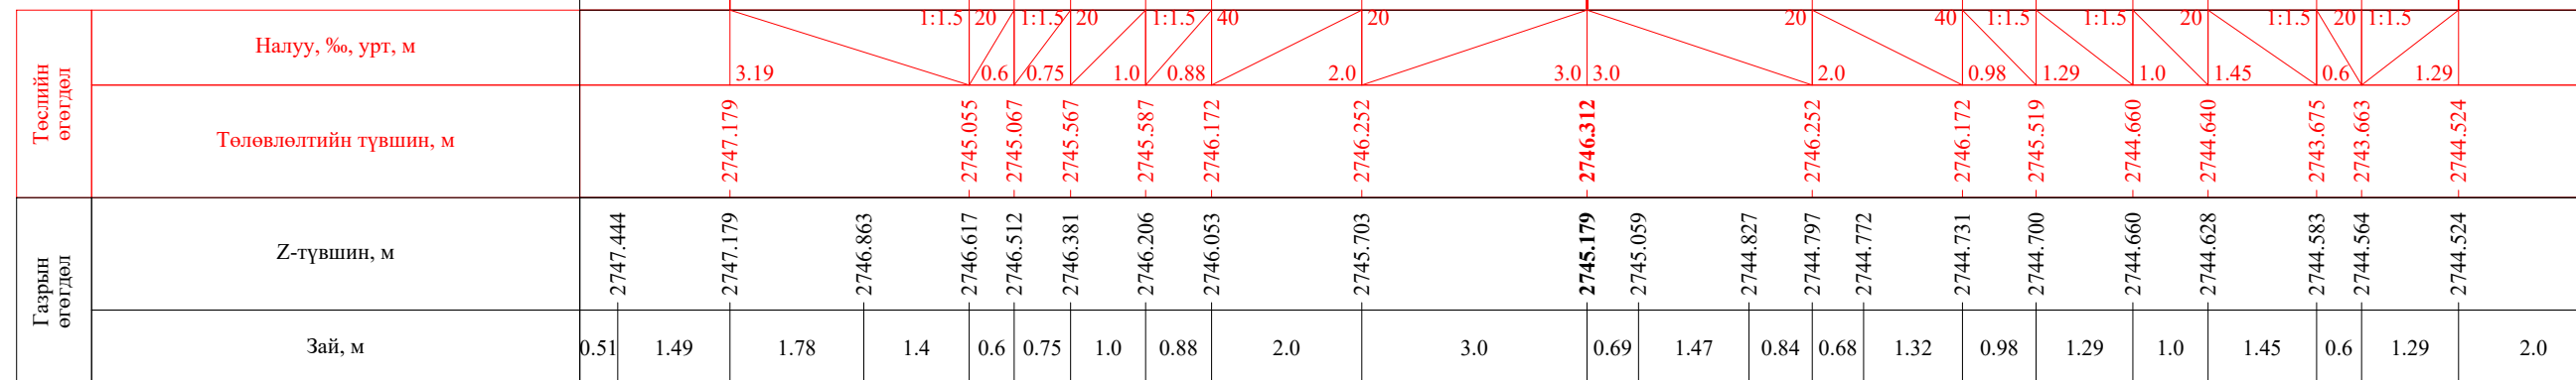 Төслийн өгөгдөл
Налуу, ‰, урт, м
1:1.5 20 1:1.5 20 1:1.5 40 20 20 40 1:1.5 1:1.5 20 1:1.5 20 1:1.5
3.19 0.6 0.75 1.0 0.88 2.0 3.0 3.0 2.0 0.98 1.29 1.0 1.45 0.6 1.29
Төлөвлөлтийн түвшин, м
2747.179 2745.055 2745.067 2745.567 2745.587 2746.172 2746.252 2746.312 2746.252 2746.172 2745.519 2744.660 2744.640 2743.675 2743.663 2744.524
Газрын өгөгдөл
Z-түвшин, м
2747.444 2747.179 2746.863 2746.617 2746.512 2746.381 2746.206 2746.053 2745.703 2745.179 2745.059 2744.827 2744.797 2744.772 2744.731 2744.700 2744.660 2744.628 2744.583 2744.564 2744.524
Зай, м
0.51 1.49 1.78 1.4 0.6 0.75 1.0 0.88 2.0 3.0 0.69 1.47 0.84 0.68 1.32 0.98 1.29 1.0 1.45 0.6 1.29 2.0